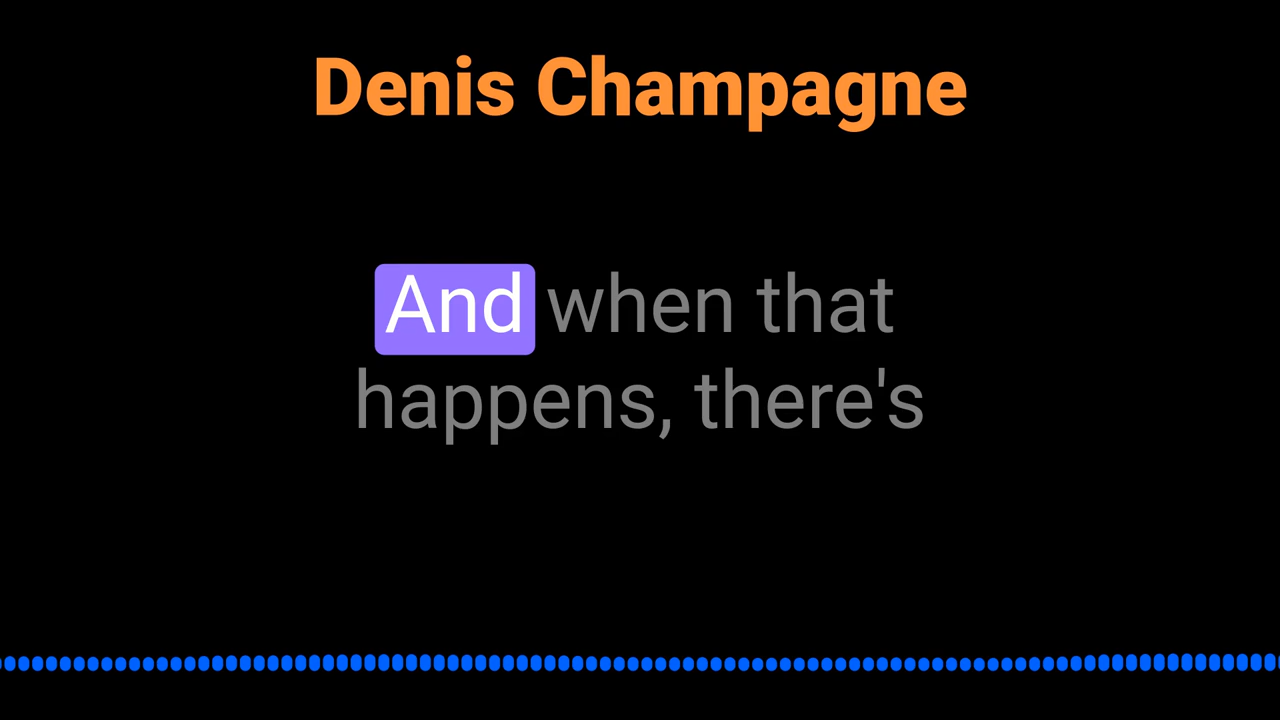 Denis Champagne
And when that
happens, there's